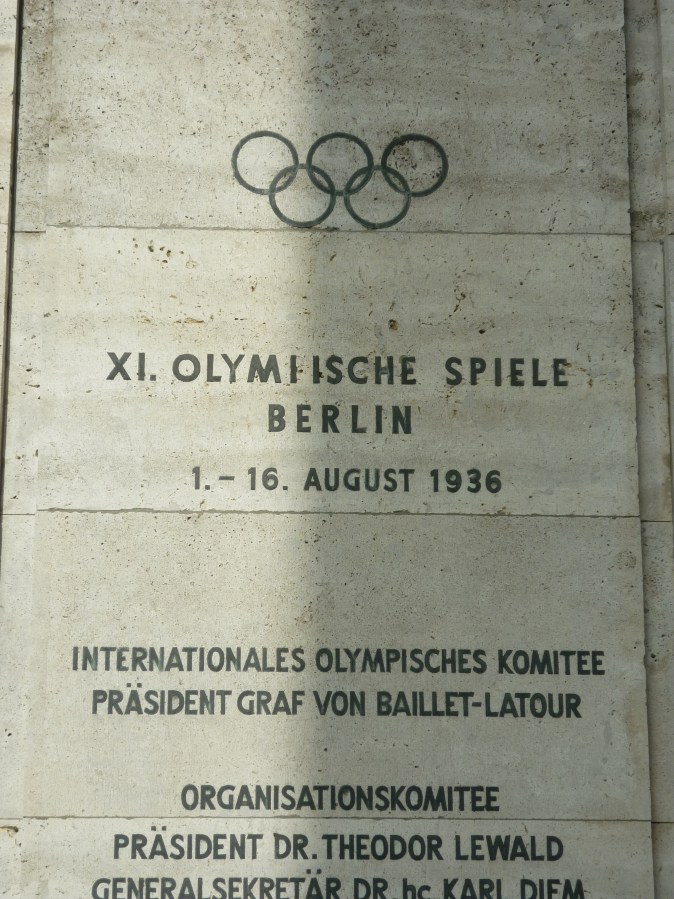 XI. OLYMPISCHE SPIELE
BERLIN
1. – 16. AUGUST 1936
INTERNATIONALES OLYMPISCHES KOMITEE
PRÄSIDENT GRAF VON BAILLET-LATOUR
ORGANISATIONSKOMITEE
PRÄSIDENT DR. THEODOR LEWALD
GENERALSEKRETÄR DR. hc. KARL DIEM